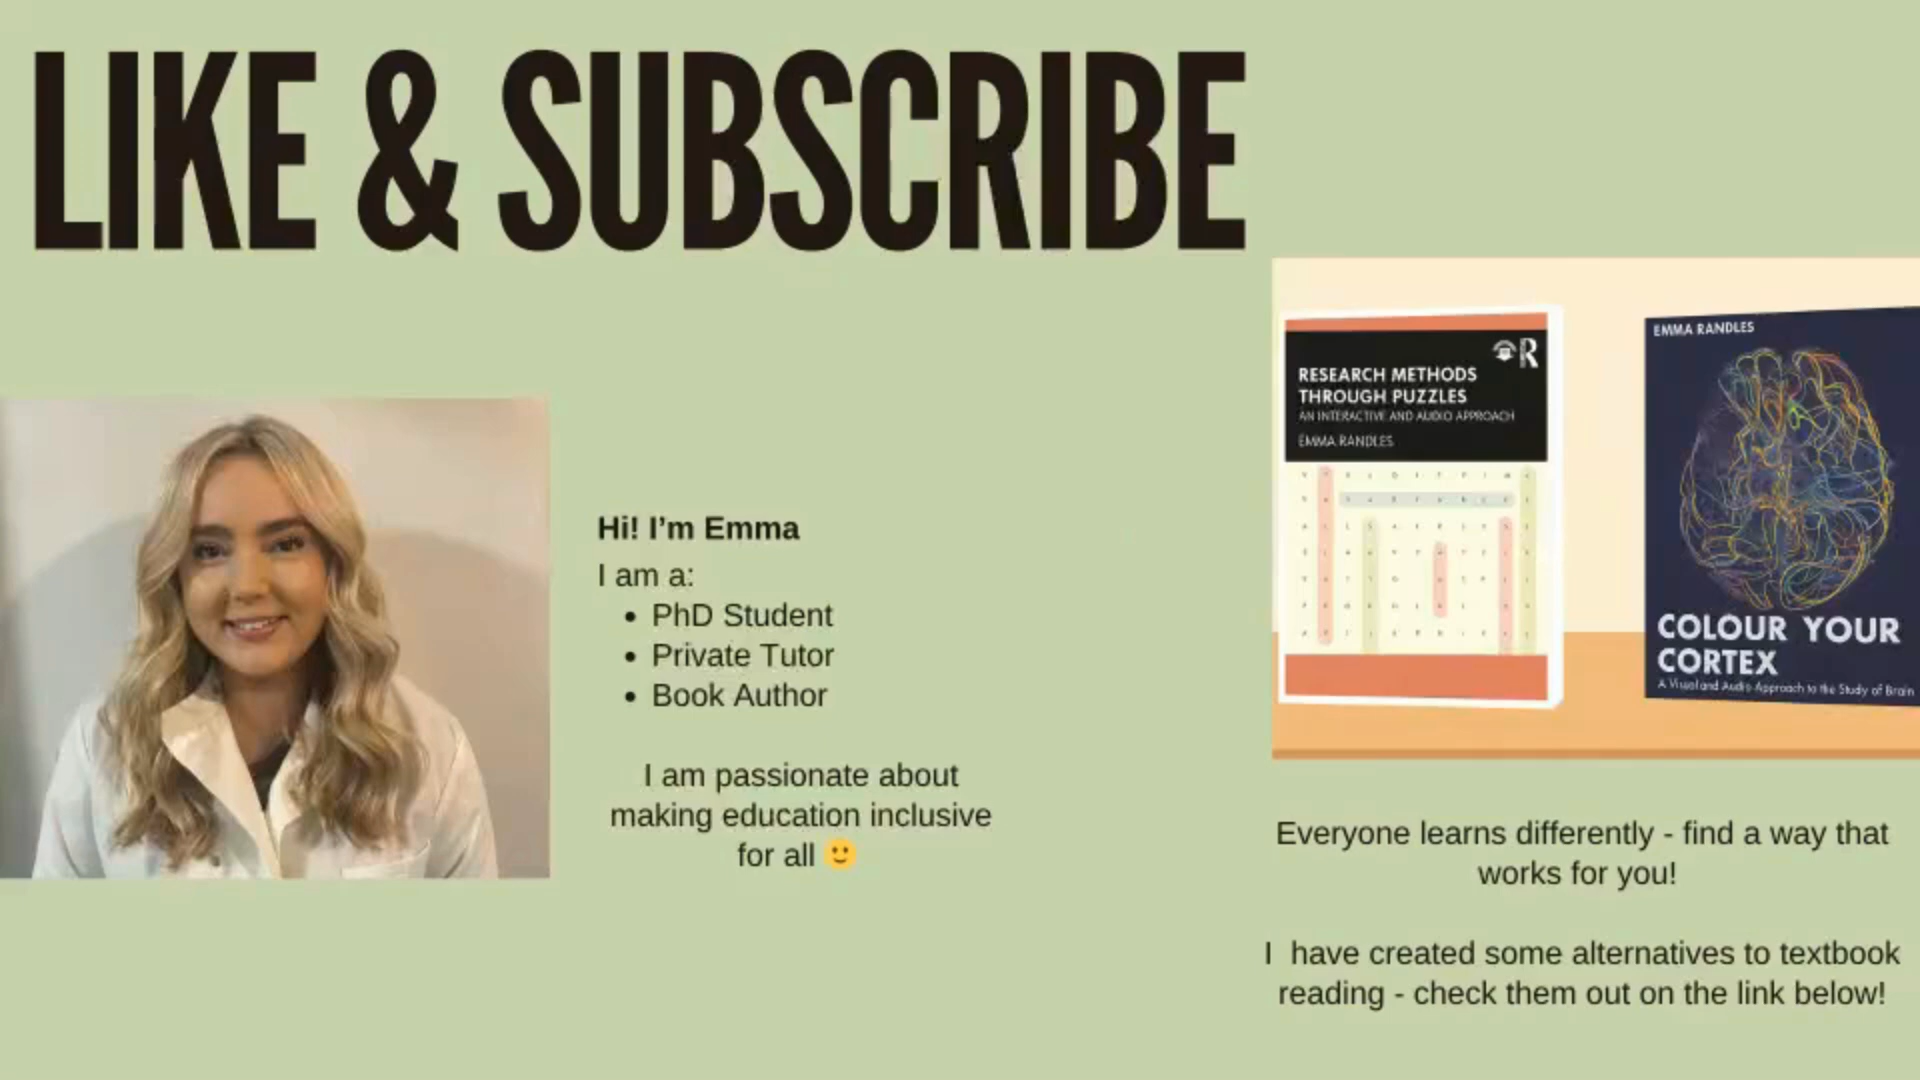 LIKE & SUBSCRIBE
Hi! I'm Emma
I am a:
• PhD Student
• Private Tutor
• Book Author
I am passionate about
making education inclusive
for all 🙂
R
RESEARCH METHODS
THROUGH PUZZLES
AN INTERACTIVE AND AUDIO APPROACH
EMMA RANDLES
EMMA RANDLES
COLOUR YOUR
CORTEX
A Visual and Audio Approach to the Study of Brain
Everyone learns differently - find a way that
works for you!
I have created some alternatives to textbook
reading - check them out on the link below!